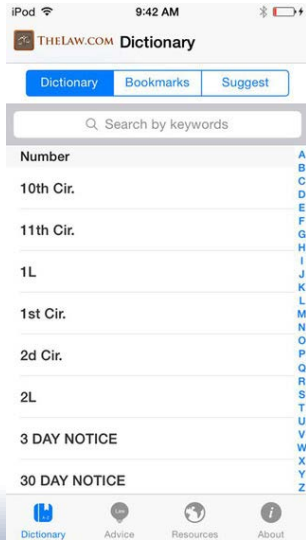 iPod 9:42 AM
THELAW.COM Dictionary
Dictionary Bookmarks Suggest
Search by keywords
Number
10th Cir.
11th Cir.
1L
1st Cir.
2d Cir.
2L
3 DAY NOTICE
30 DAY NOTICE
A
B
C
D
E
F
G
H
I
J
K
L
M
N
O
P
Q
R
S
T
U
V
W
X
Y
Z
Dictionary Advice Resources About